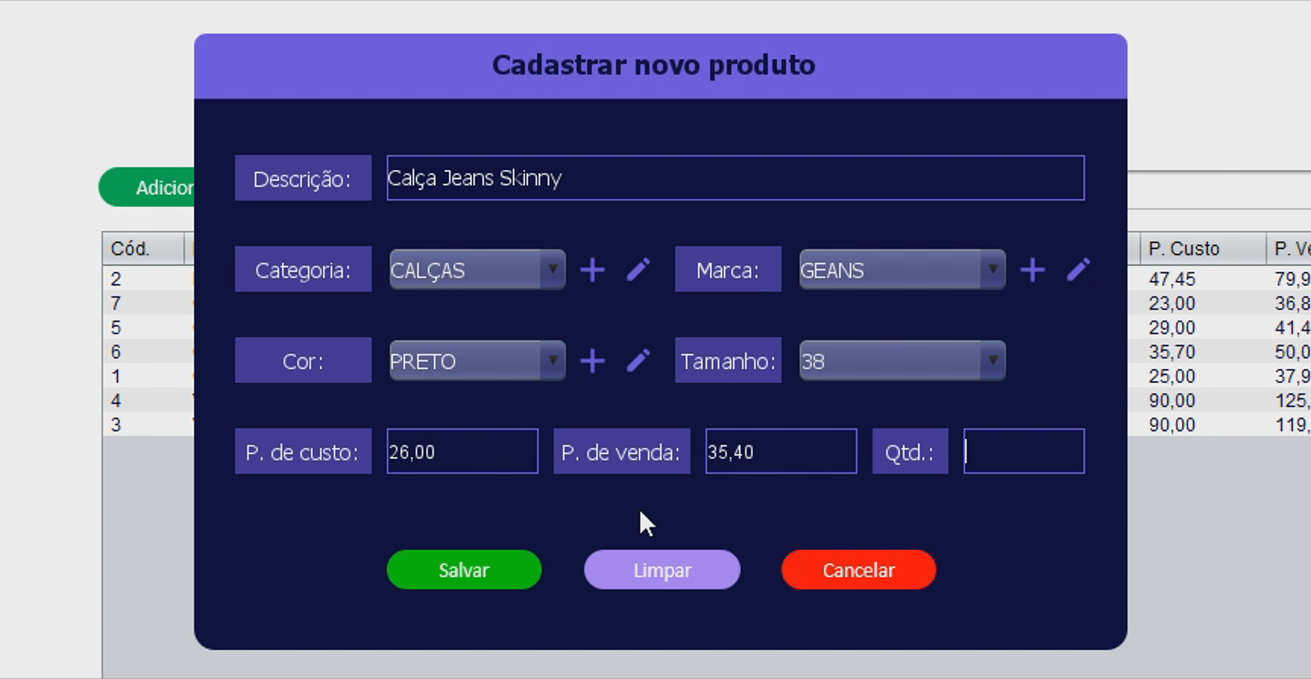 Cadastrar novo produto
Descrição: Calça Jeans Skinny
Adicion
Cód. P. Custo
Categoria: CALÇAS Marca: GEANS
2 47,45 79,9
7 23,00 36,8
5 29,00 41,4
Cor: PRETO Tamanho: 38
6 35,70 50,0
1 25,00 37,9
4 90,00 125,
3 90,00 119,
P. de custo: 26,00 P. de venda: 35,40 Qtd.:
Salvar Limpar Cancelar